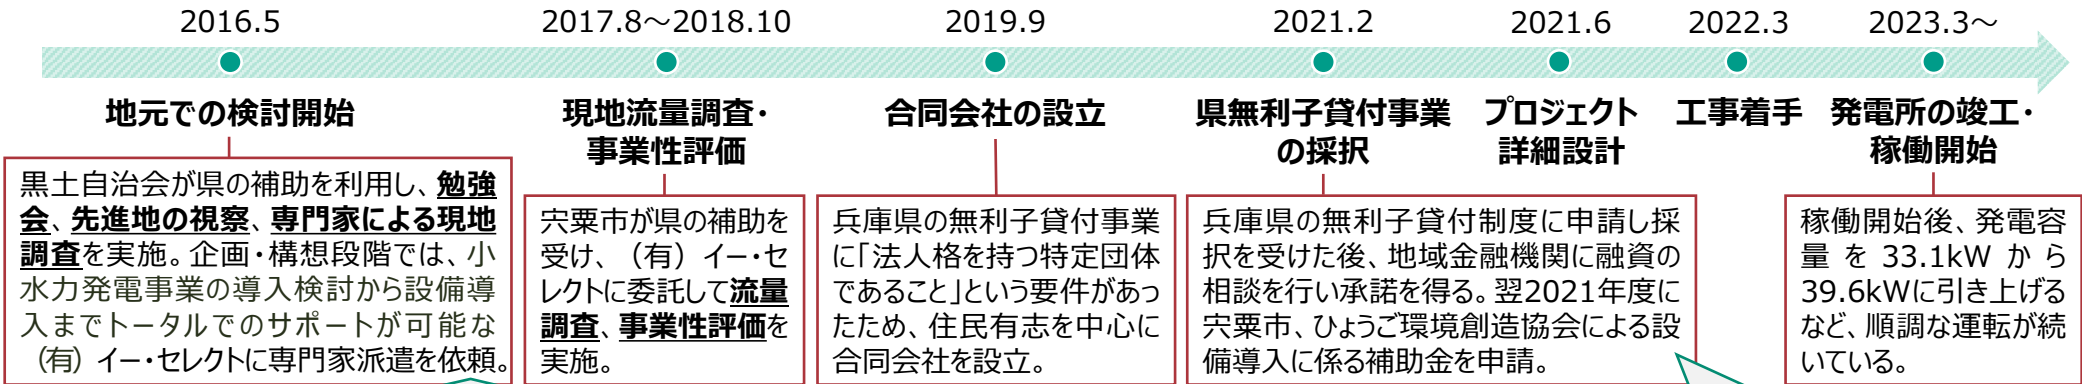 2016.5
2017.8～2018.10
2019.9
2021.2
2021.6
2022.3
2023.3～
地元での検討開始
現地流量調査・
事業性評価
合同会社の設立
県無利子貸付事業
の採択
プロジェクト
詳細設計
工事着手
発電所の竣工・
稼働開始
黒土自治会が県の補助を利用し、勉強
会、先進地の視察、専門家による現地
調査を実施。企画・構想段階では、小
水力発電事業の導入検討から設備導
入までトータルでのサポートが可能な
（有）イー・セレクトに専門家派遣を依頼。
宍粟市が県の補助を
受け、（有）イー・セ
レクトに委託して流量
調査、事業性評価を
実施。
兵庫県の無利子貸付事業
に「法人格を持つ特定団体
であること」という要件があっ
たため、住民有志を中心に
合同会社を設立。
兵庫県の無利子貸付制度に申請し採
択を受けた後、地域金融機関に融資の
相談を行い承諾を得る。翌2021年度に
宍粟市、ひょうご環境創造協会による設
備導入に係る補助金を申請。
稼働開始後、発電容
量を33.1kWから
39.6kWに引き上げる
など、順調な運転が続
いている。